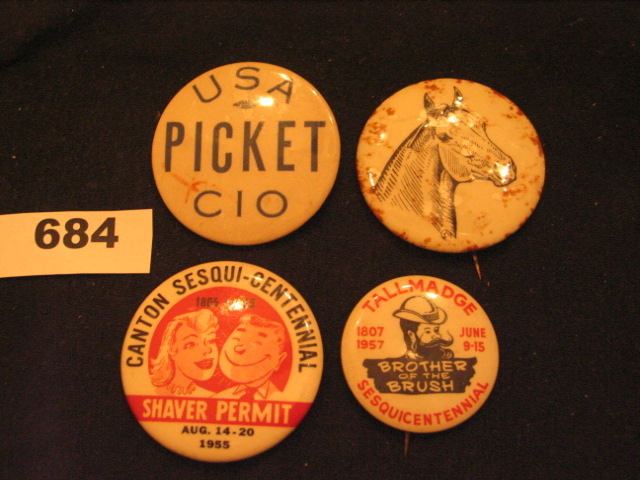 USA
PICKET
CIO
684
CANTON SESQUI-CENTENNIAL
SHAVER PERMIT
AUG. 14-20
1955
TALLMADGE
1807
1957
JUNE
9-15
BROTHER
OF THE
BRUSH
SESQUICENTENNIAL